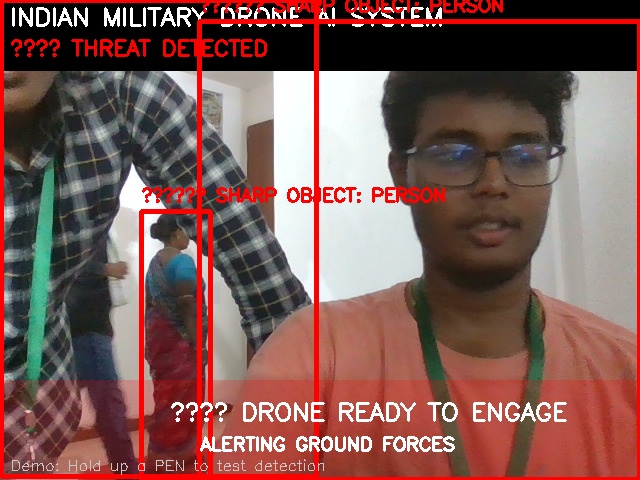 ?????? SHARP OBJECT: PERSON
INDIAN MILITARY DRONE AI SYSTEM
???? THREAT DETECTED
?????? SHARP OBJECT: PERSON
???? DRONE READY TO ENGAGE
ALERTING GROUND FORCES
Demo: Hold up a PEN to test detection